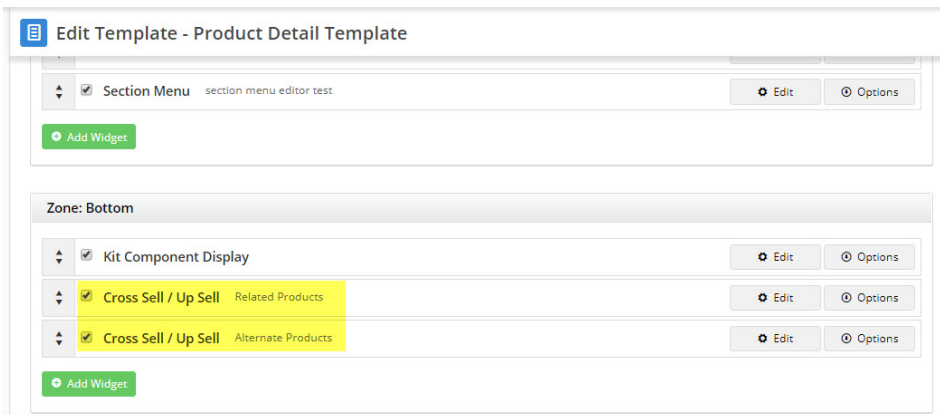 Edit Template - Product Detail Template
Section Menu section menu editor test Edit Options
Add Widget
Zone: Bottom
Kit Component Display Edit Options
Cross Sell / Up Sell Related Products Edit Options
Cross Sell / Up Sell Alternate Products Edit Options
Add Widget